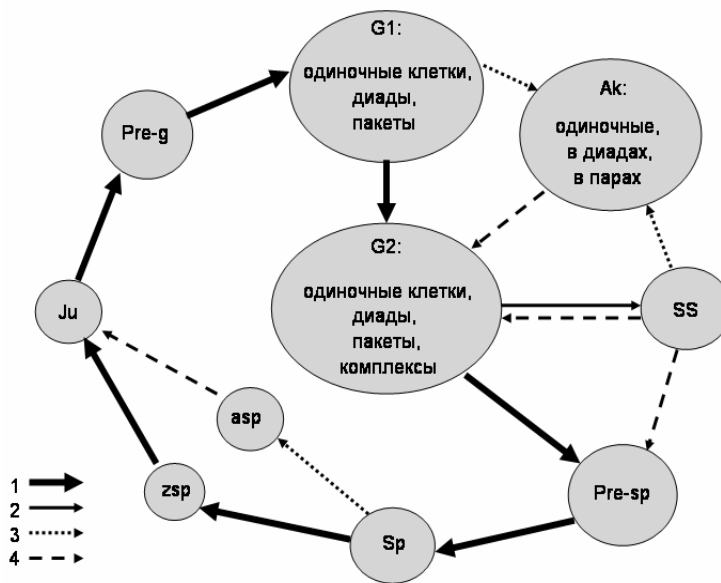 G1:
одиночные клетки,
диады,
пакеты
Ak:
одиночные,
в диадах,
в парах
Pre-g
G2:
одиночные клетки,
диады,
пакеты,
комплексы
Ju
SS
asp
zsp
Sp
Pre-sp
1
2
3
4